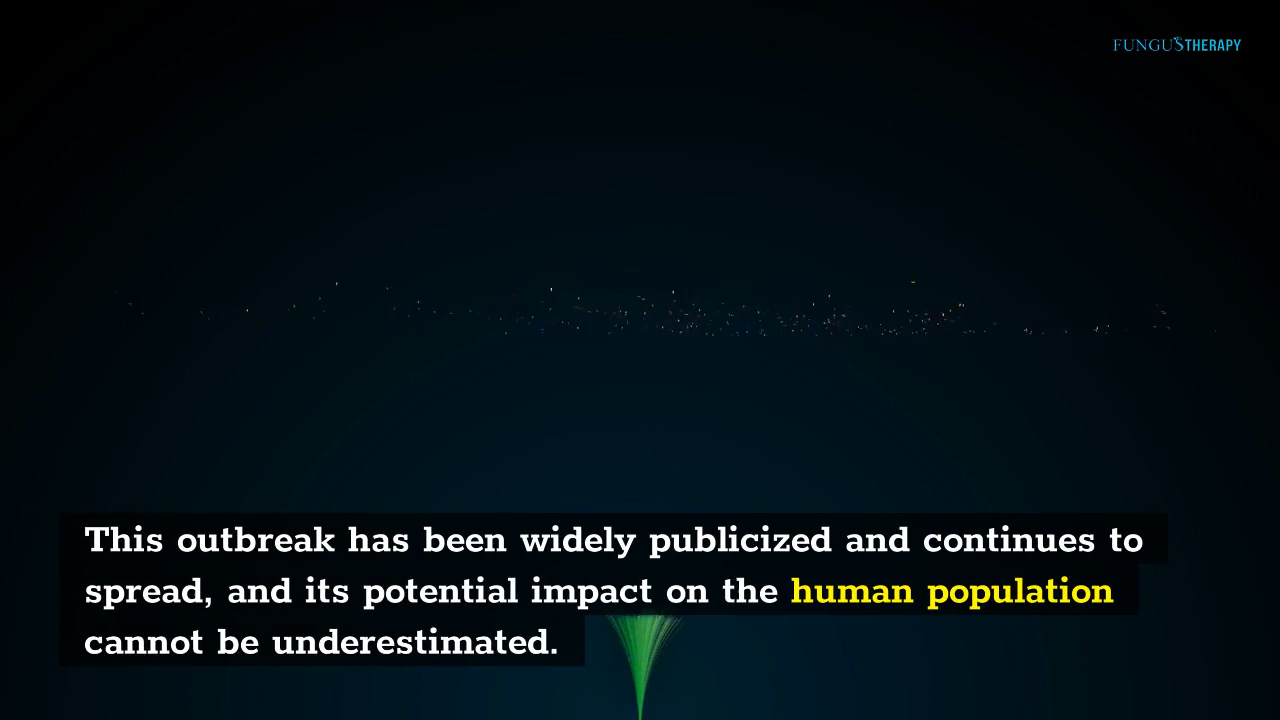 FUNGUSTHERAPY
This outbreak has been widely publicized and continues to
spread, and its potential impact on the human population
cannot be underestimated.